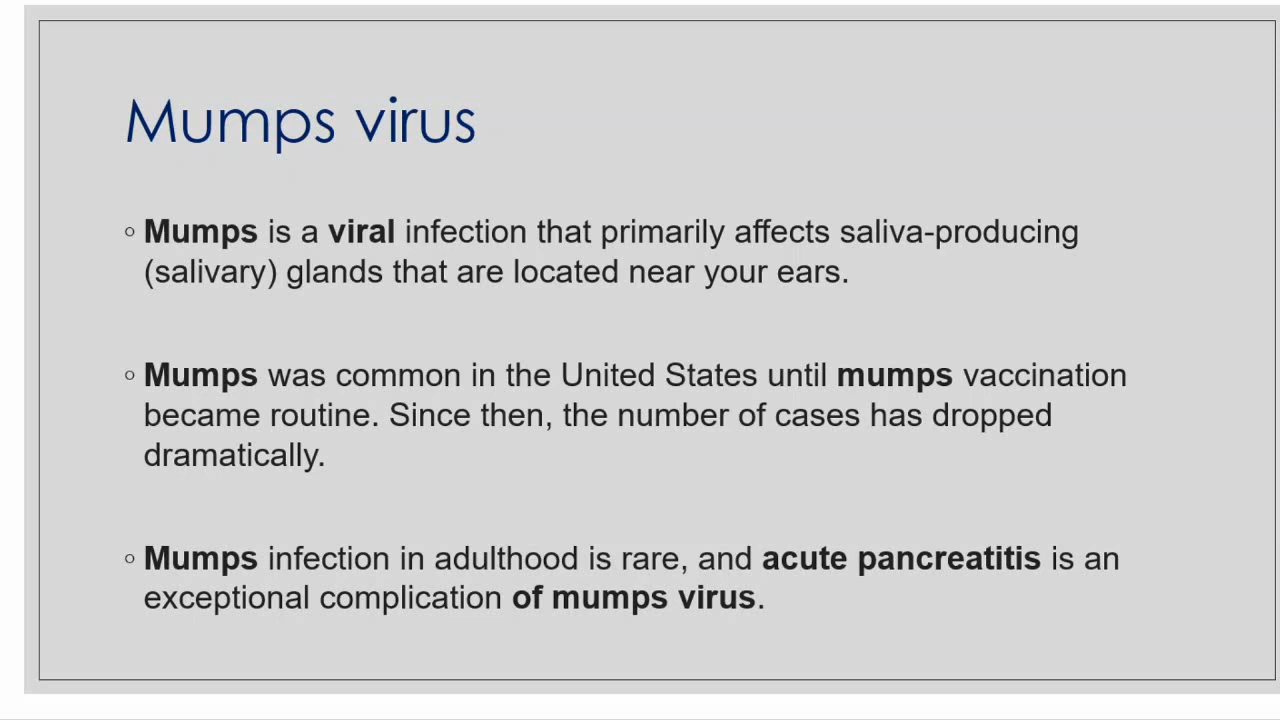 Mumps virus
◦ Mumps is a viral infection that primarily affects saliva-producing
(salivary) glands that are located near your ears.
◦ Mumps was common in the United States until mumps vaccination
became routine. Since then, the number of cases has dropped
dramatically.
◦ Mumps infection in adulthood is rare, and acute pancreatitis is an
exceptional complication of mumps virus.